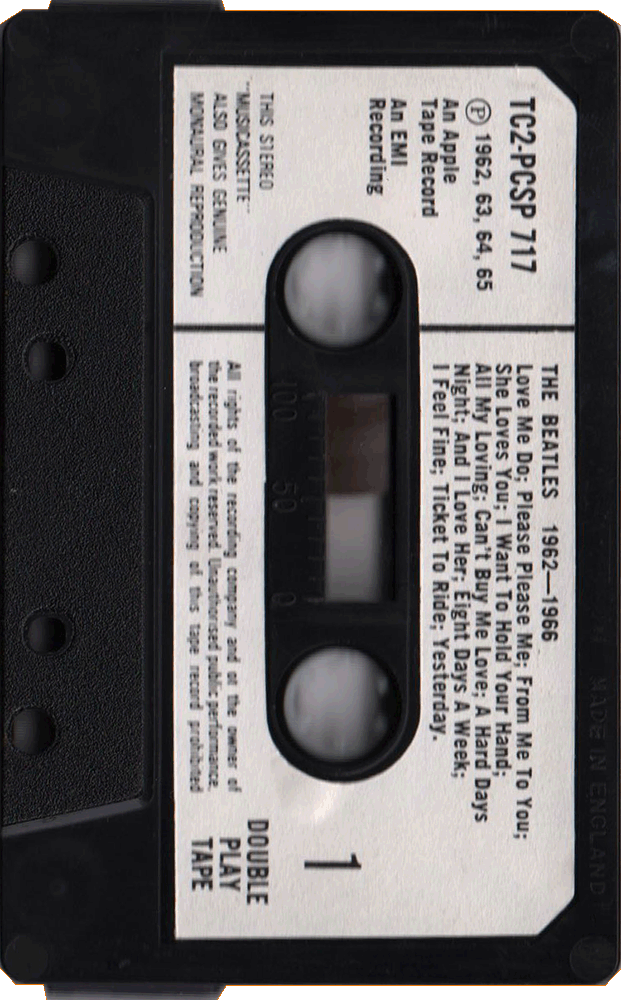 TC2-PCSP 717
Ⓟ 1962, 63, 64, 65
An Apple
Tape Record
An EMI
Recording
THIS STEREO
"MUSICASSETTE"
ALSO GIVES GENUINE
MONAURAL REPRODUCTION
THE BEATLES 1962—1966
Love Me Do; Please Please Me; From Me To You;
She Loves You; I Want To Hold Your Hand;
All My Loving; Can't Buy Me Love; A Hard Days
Night; And I Love Her; Eight Days A Week;
I Feel Fine; Ticket To Ride; Yesterday.
100 50 0
All rights of the recording company and of the owner of
the recorded work reserved. Unauthorised public performance,
broadcasting and copying of this tape record prohibited
1
DOUBLE
PLAY
TAPE
MADE IN ENGLAND